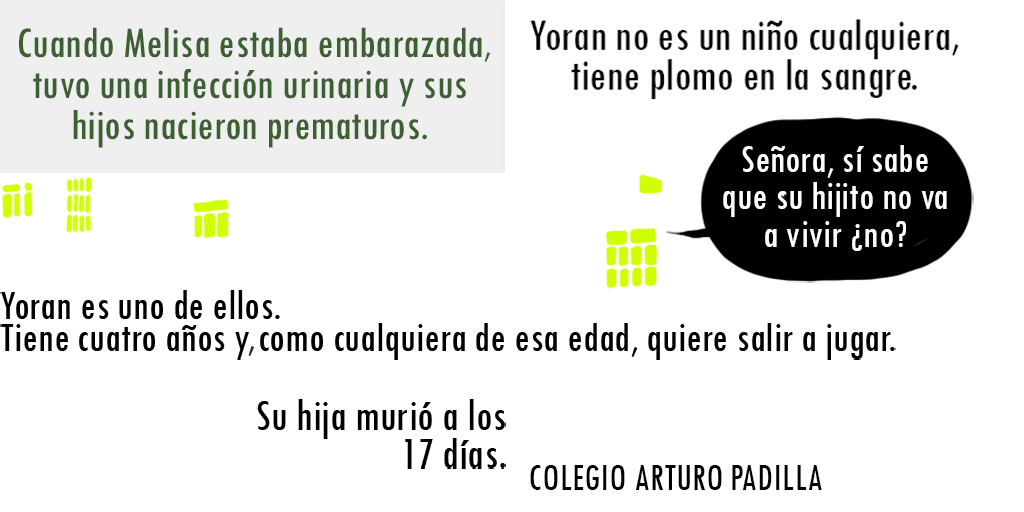 Cuando Melisa estaba embarazada,
tuvo una infección urinaria y sus
hijos nacieron prematuros.
Yoran no es un niño cualquiera,
tiene plomo en la sangre.
Señora, sí sabe
que su hijito no va
a vivir ¿no?
Yoran es uno de ellos.
Tiene cuatro años y,como cualquiera de esa edad, quiere salir a jugar.
Su hija murió a los
17 días.
COLEGIO ARTURO PADILLA